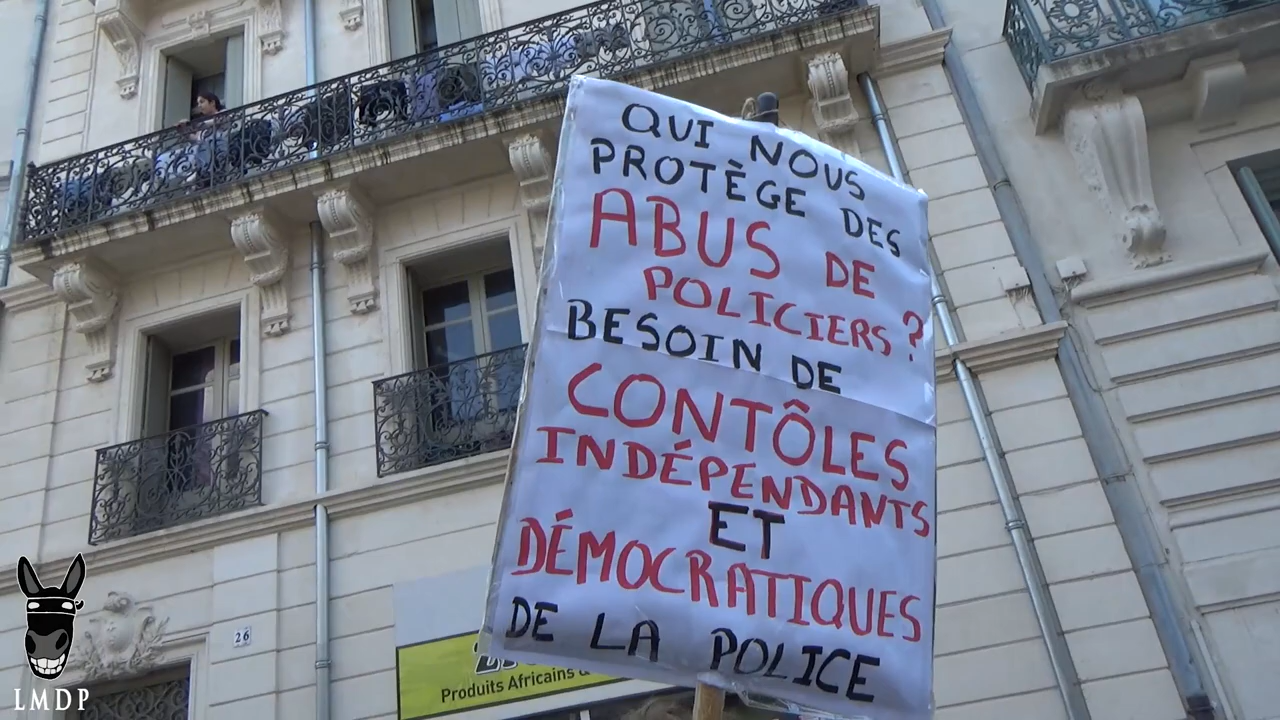 QUI NOUS
PROTÈGE DES
ABUS DE
POLICIERS?
BESOIN DE
CONTÔLES
INDÉPENDANTS
ET
DÉMOCRATIQUES
DE LA POLICE
Produits Africains &
26
LMDP